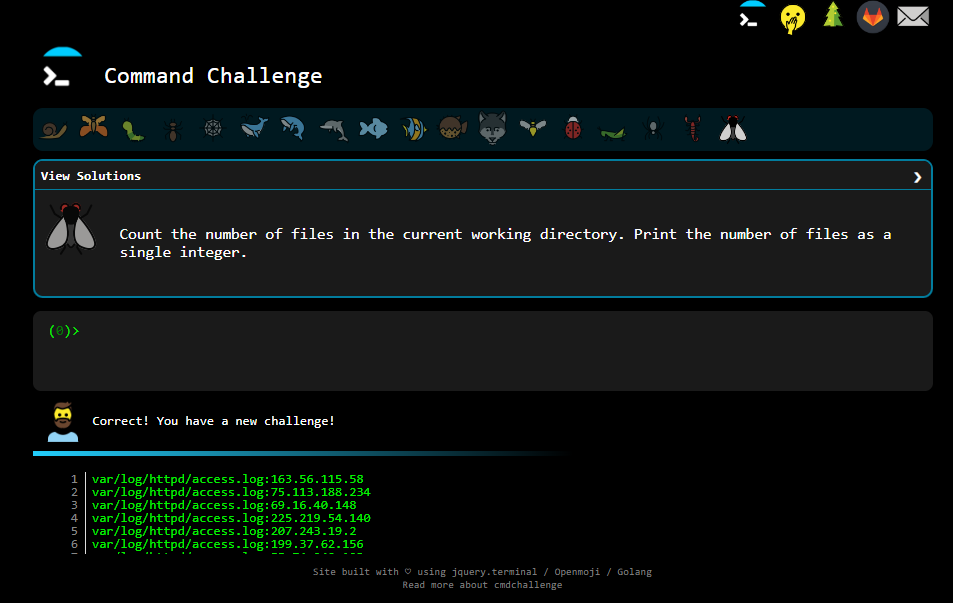 Command Challenge
View Solutions
Count the number of files in the current working directory. Print the number of files as a
single integer.
(0)>
Correct! You have a new challenge!
1 var/log/httpd/access.log:163.56.115.58
2 var/log/httpd/access.log:75.113.188.234
3 var/log/httpd/access.log:69.16.40.148
4 var/log/httpd/access.log:225.219.54.140
5 var/log/httpd/access.log:207.243.19.2
6 var/log/httpd/access.log:199.37.62.156
Site built with ♡ using jquery.terminal / Openmoji / Golang
Read more about cmdchallenge